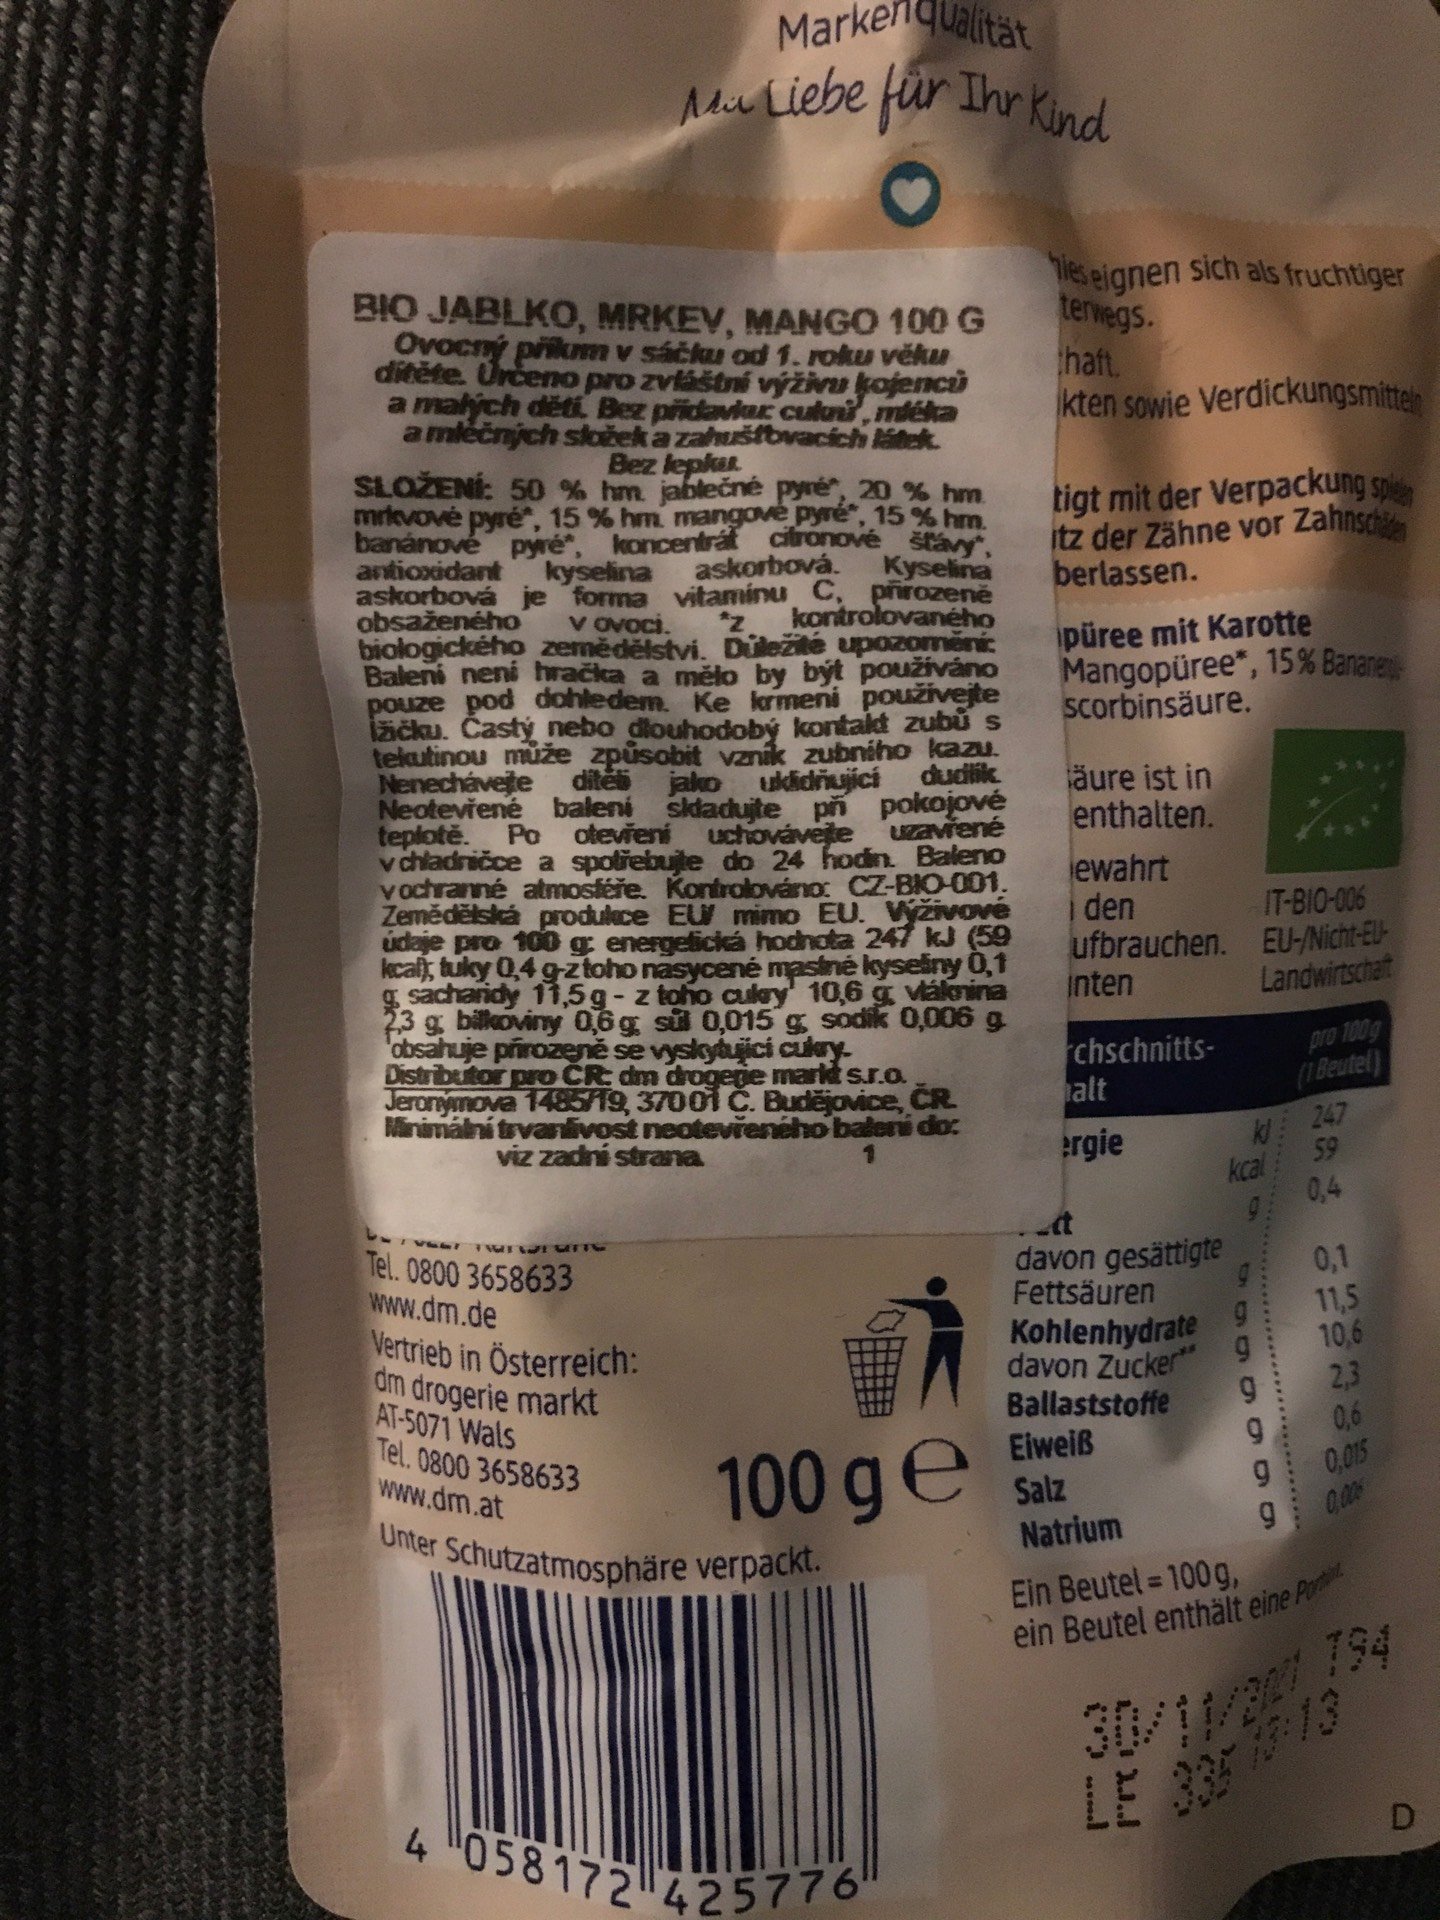 Markenqualität
Mit Liebe für Ihr Kind
BIO JABLKO, MRKEV, MANGO 100 G
Ovocný příkrm v sáčku od 1. roku věku
dítěte. Určeno pro zvláštní výživu kojenců
a malých dětí. Bez přídavku: cukrů', mléka
a mléčných složek a zahušťovacích látek.
Bez lepku.
SLOŽENÍ: 50 % hm. jablečné pyré*, 20 % hm.
mrkvové pyré*, 15 % hm. mangové pyré*, 15 % hm.
banánové pyré*, koncentrát citronové šťávy*,
antioxidant kyselina askorbová. Kyselina
askorbová je forma vitamínu C, přirozeně
obsaženého v ovoci. *z kontrolovaného
biologického zemědělství. Důležité upozornění:
Balení není hračka a mělo by být používáno
pouze pod dohledem. Ke krmení používejte
lžičku. Častý nebo dlouhodobý kontakt zubů s
tekutinou může způsobit vznik zubního kazu.
Nenechávejte dítěti jako uklidňující dudlík.
Neotevřené balení skladujte při pokojové
teplotě. Po otevření uchovávejte uzavřené
v chladničce a spotřebujte do 24 hodin. Baleno
v ochranné atmosféře. Kontrolováno: CZ-BIO-001.
Zemědělská produkce EU/ mimo EU. Výživové
údaje pro 100 g: energetická hodnota 247 kJ (59
kcal); tuky 0,4 g-z toho nasycené mastné kyseliny 0,1
g, sacharidy 11,5 g - z toho cukry' 10,6 g, vláknina
2,3 g, bílkoviny 0,6 g, sůl 0,015 g, sodík 0,006 g.
'obsahuje přirozeně se vyskytující cukry.
Distributor pro ČR: dm drogerie markt s.r.o.
Jeronýmova 1485/19, 370 01 Č. Budějovice, ČR.
Minimální trvanlivost neotevřeného balení do:
viz zadní strana. 1
hies eignen sich als fruchtiger
terwegs.
haft.
kten sowie Verdickungsmitteln
tigt mit der Verpackung spielen
tz der Zähne vor Zahnschäden
berlassen.
püree mit Karotte
Mangopüree*, 15% Bananen
scorbinsäure.
säure ist in
enthalten.
ewahrt
den
ufbrauchen.
unten
IT-BIO-006
EU-/Nicht-EU-
Landwirtschaft
rchschnitts-
alt
pro 100g
(1 Beutel)
ergie kJ 247
kcal 59
tt g 0,4
davon gesättigte
Fettsäuren g 0,1
Kohlenhydrate g 11,5
davon Zucker** g 10,6
Ballaststoffe g 2,3
Eiweiß g 0,6
Salz g 0,015
Natrium g 0,006
Ein Beutel = 100 g,
ein Beutel enthält eine Portion.
Tel. 0800 3658633
www.dm.de
Vertrieb in Österreich:
dm drogerie markt
AT-5071 Wals
Tel. 0800 3658633
www.dm.at
100 g e
Unter Schutzatmosphäre verpackt.
4 058172 425776
D